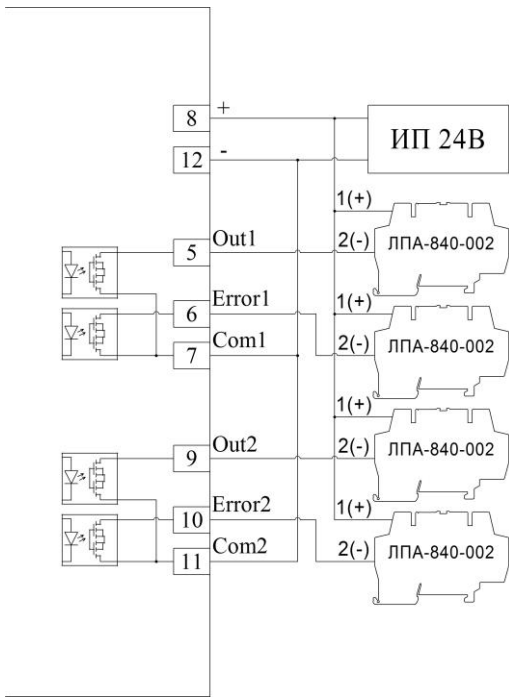 8
+
12
-
ИП 24В
1(+)
5
Out1
2(-)
ЛПА-840-002
6
Error1
1(+)
7
Com1
2(-)
ЛПА-840-002
1(+)
9
Out2
2(-)
ЛПА-840-002
10
Error2
1(+)
11
Com2
2(-)
ЛПА-840-002